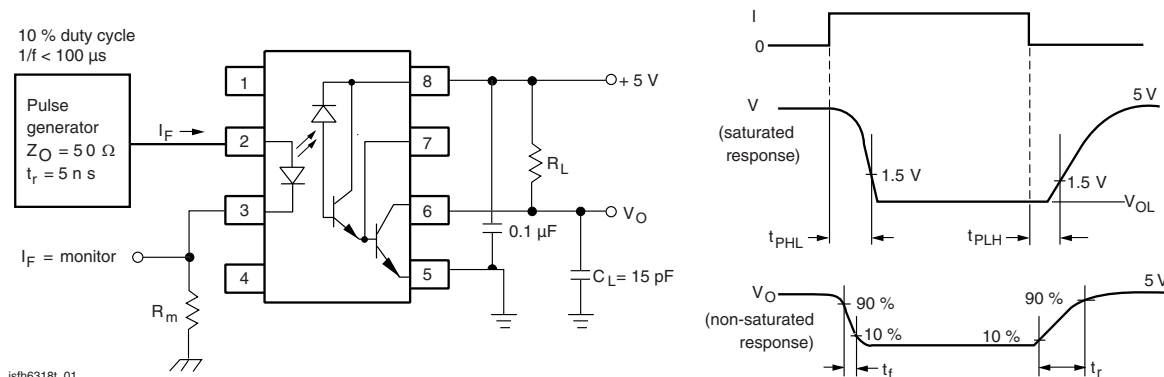 10 % duty cycle
1/f < 100 µs
Pulse
generator
Z_O = 50 Ω
t_r = 5 n s
I_F
1
2
3
4
8
7
6
5
+ 5 V
R_L
V_O
0.1 µF
C_L = 15 pF
I_F = monitor
R_m
isfh6318t_01
I
0
V
(saturated
response)
5 V
1.5 V
1.5 V
V_OL
t_PHL
t_PLH
V_O
(non-saturated
response)
90 %
10 %
10 %
90 %
5 V
t_f
t_r